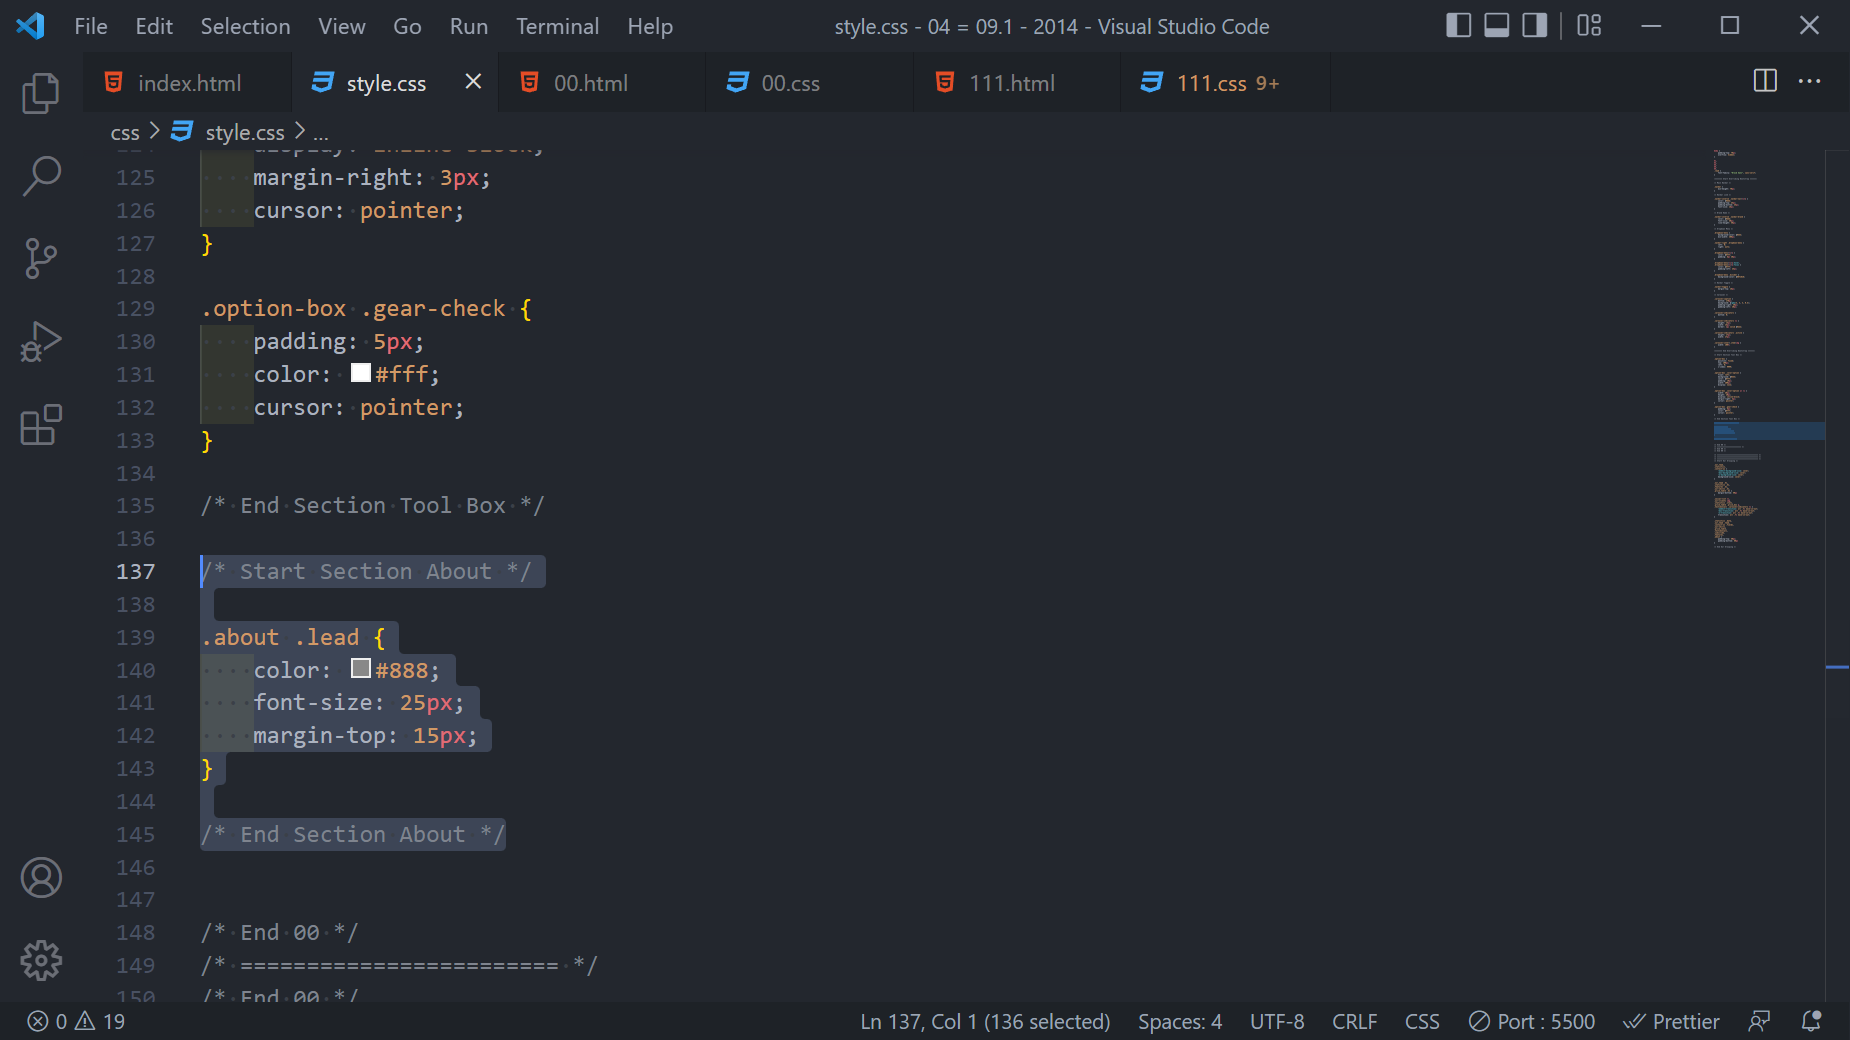 File Edit Selection View Go Run Terminal Help
style.css - 04 = 09.1 - 2014 - Visual Studio Code
index.html style.css 00.html 00.css 111.html 111.css 9+
css > style.css > ...
124 display: inline-block;
125 margin-right: 3px;
126 cursor: pointer;
127 }
128
129 .option-box .gear-check {
130 padding: 5px;
131 color: #fff;
132 cursor: pointer;
133 }
134
135 /* End Section Tool Box */
136
137 /* Start Section About */
138
139 .about .lead {
140 color: #888;
141 font-size: 25px;
142 margin-top: 15px;
143 }
144
145 /* End Section About */
146
147
148 /* End 00 */
149 /* ======================== */
150 /* End 00 */
0 19 Ln 137, Col 1 (136 selected) Spaces: 4 UTF-8 CRLF CSS Port : 5500 Prettier